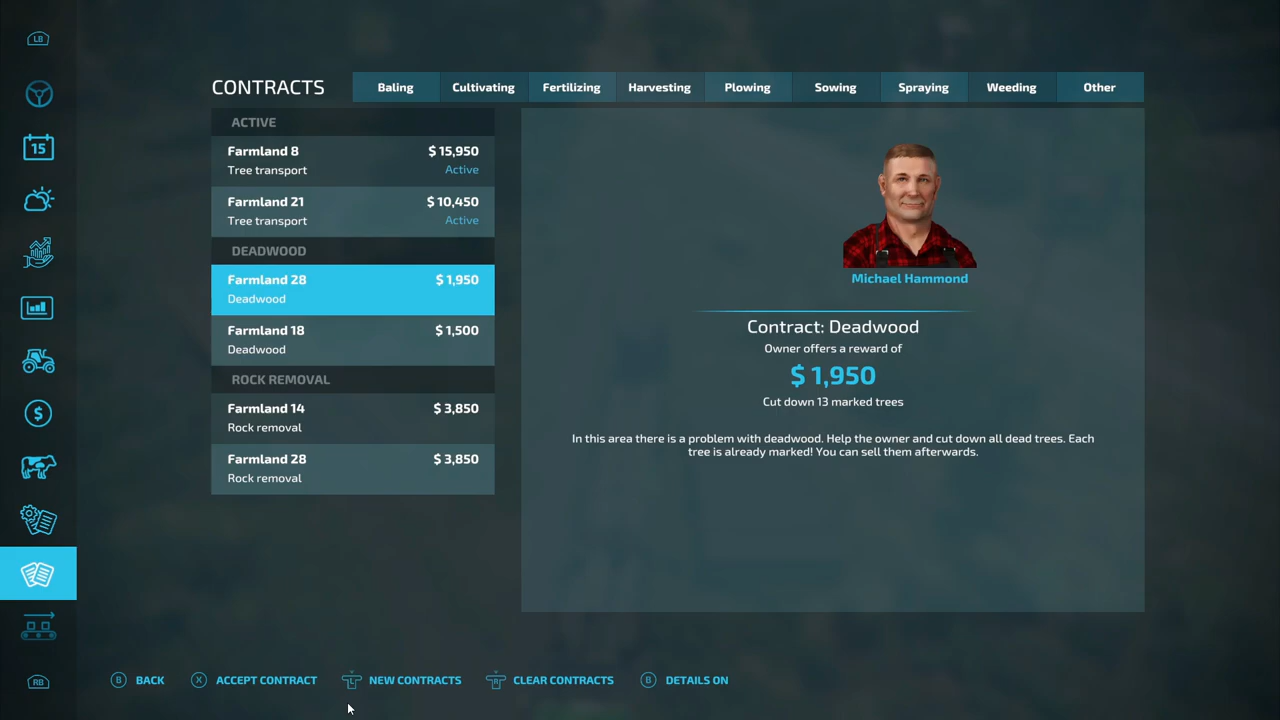 LB
15
CONTRACTS
Baling
Cultivating
Fertilizing
Harvesting
Plowing
Sowing
Spraying
Weeding
Other
ACTIVE
Farmland 8 $ 15,950
Tree transport Active
Farmland 21 $ 10,450
Tree transport Active
DEADWOOD
Farmland 28 $ 1,950
Deadwood
Farmland 18 $ 1,500
Deadwood
ROCK REMOVAL
Farmland 14 $ 3,850
Rock removal
Farmland 28 $ 3,850
Rock removal
Michael Hammond
Contract: Deadwood
Owner offers a reward of
$ 1,950
Cut down 13 marked trees
In this area there is a problem with deadwood. Help the owner and cut down all dead trees. Each
tree is already marked! You can sell them afterwards.
RB
B BACK
X ACCEPT CONTRACT
L NEW CONTRACTS
R CLEAR CONTRACTS
B DETAILS ON